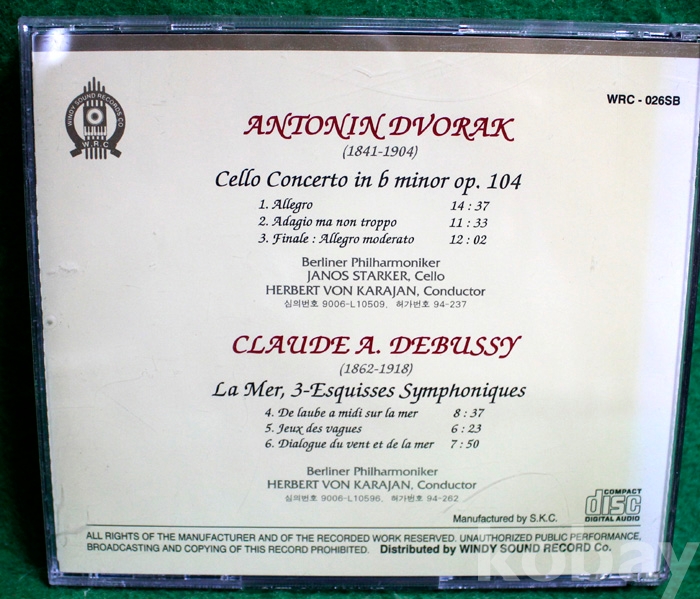 WINDY SOUND RECORDS CO.
W.R.C
WRC - 026SB
ANTONIN DVORAK
(1841-1904)
Cello Concerto in b minor op. 104
1. Allegro 14 : 37
2. Adagio ma non troppo 11 : 33
3. Finale : Allegro moderato 12 : 02
Berliner Philharmoniker
JANOS STARKER, Cello
HERBERT VON KARAJAN, Conductor
심의번호 9006-L10509, 허가번호 94-237
CLAUDE A. DEBUSSY
(1862-1918)
La Mer, 3-Esquisses Symphoniques
4. De laube a midi sur la mer 8 : 37
5. Jeux des vagues 6 : 23
6. Dialogue du vent et de la mer 7 : 50
Berliner Philharmoniker
HERBERT VON KARAJAN, Conductor
심의번호 9006-L10596, 허가번호 94-262
COMPACT
disc
DIGITAL AUDIO
Manufactured by S.K.C.
ALL RIGHTS OF THE MANUFACTURER AND OF THE RECORDED WORK RESERVED. UNAUTHORIZED PUBLIC PERFORMANCE,
BROADCASTING AND COPYING OF THIS RECORD PROHIBITED. Distributed by WINDY SOUND RECORD Co.
kobay